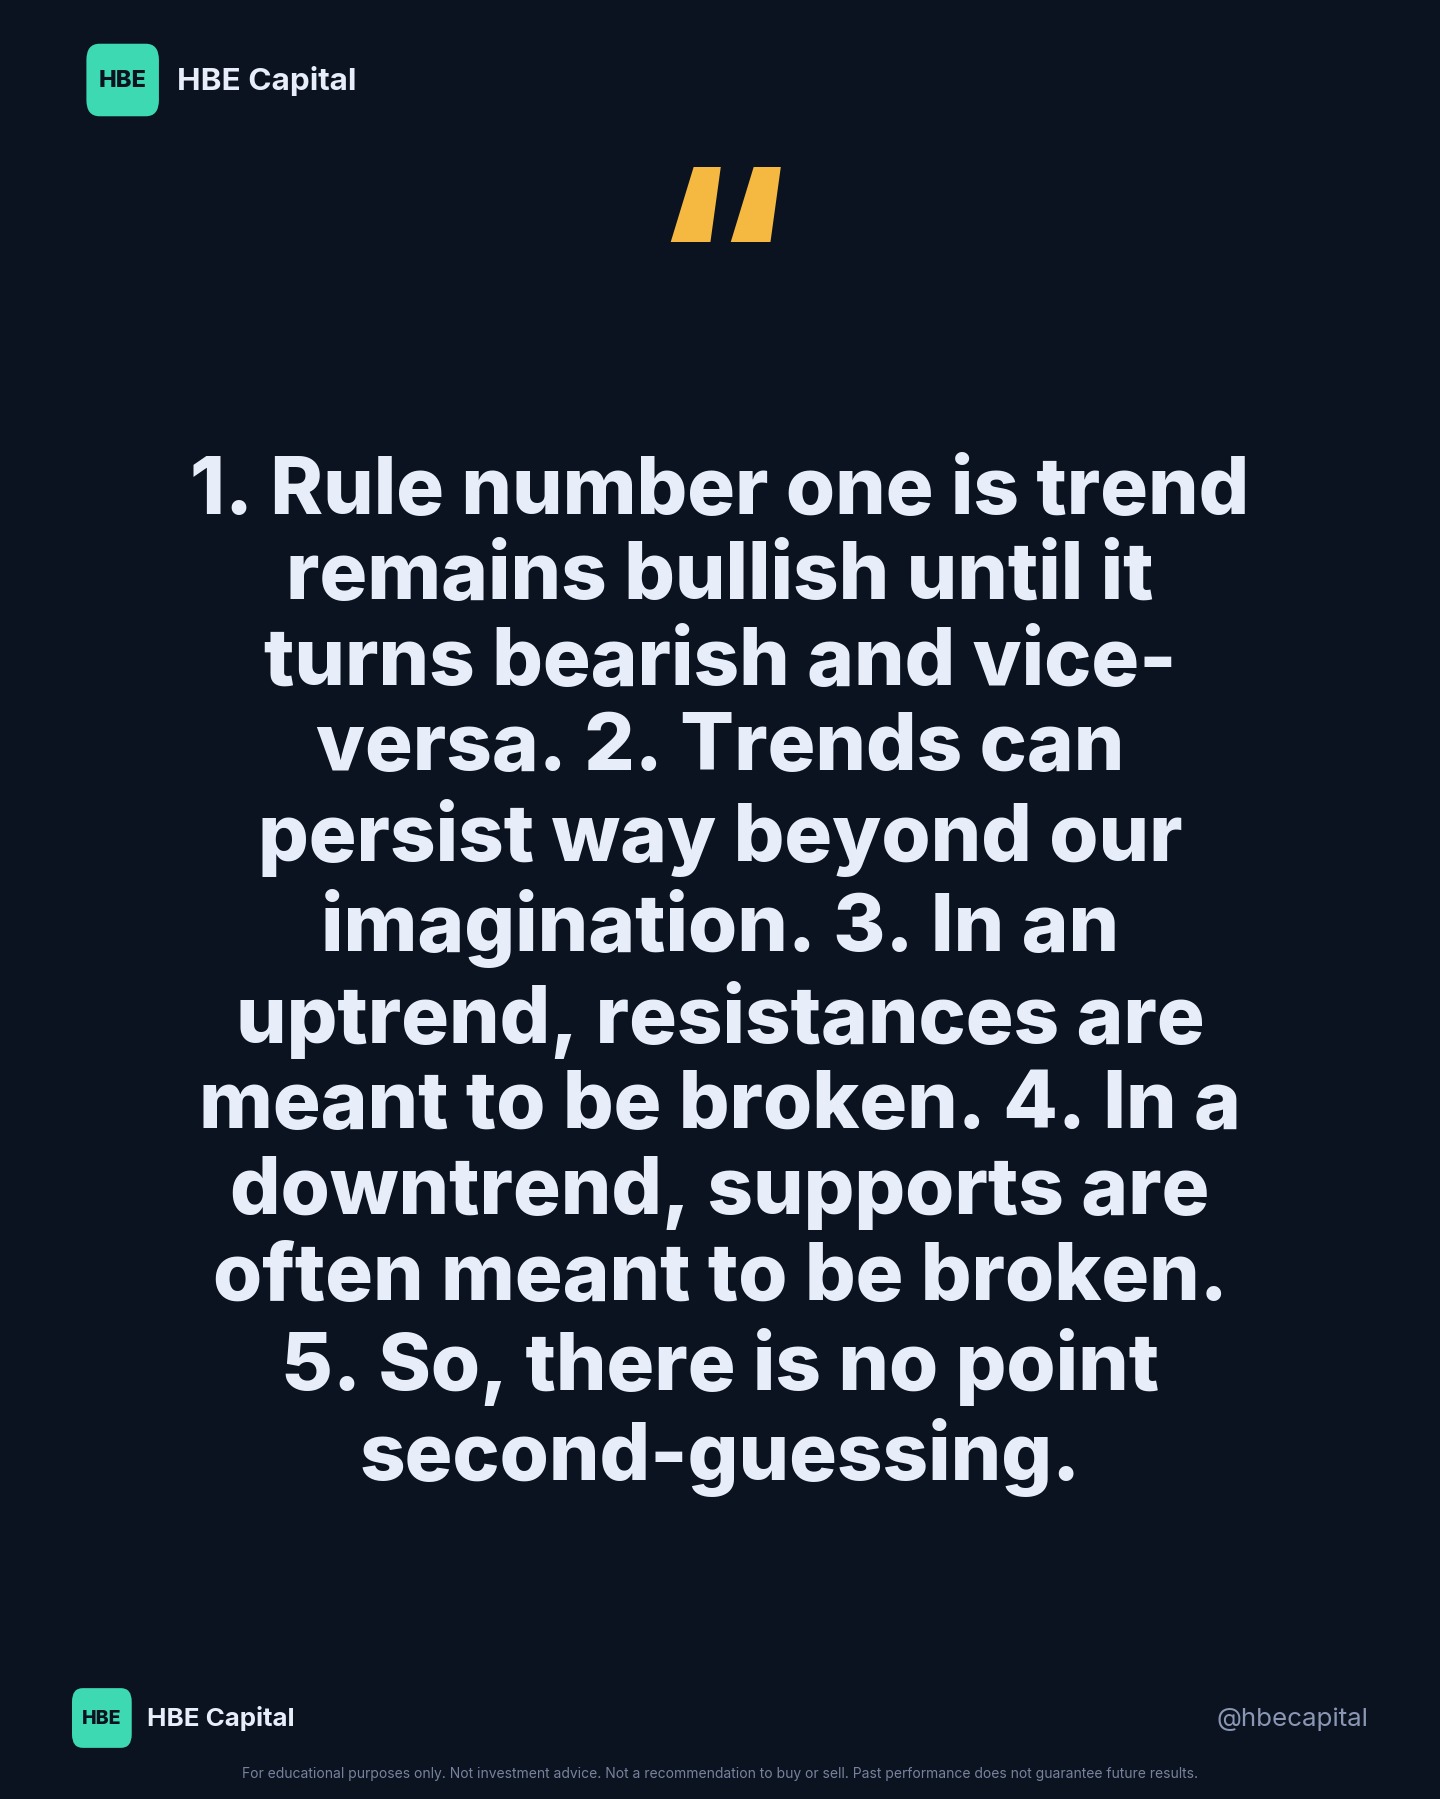 HBE HBE Capital
"
1. Rule number one is trend
remains bullish until it
turns bearish and vice-
versa. 2. Trends can
persist way beyond our
imagination. 3. In an
uptrend, resistances are
meant to be broken. 4. In a
downtrend, supports are
often meant to be broken.
5. So, there is no point
second-guessing.
HBE HBE Capital
@hbecapital
For educational purposes only. Not investment advice. Not a recommendation to buy or sell. Past performance does not guarantee future results.